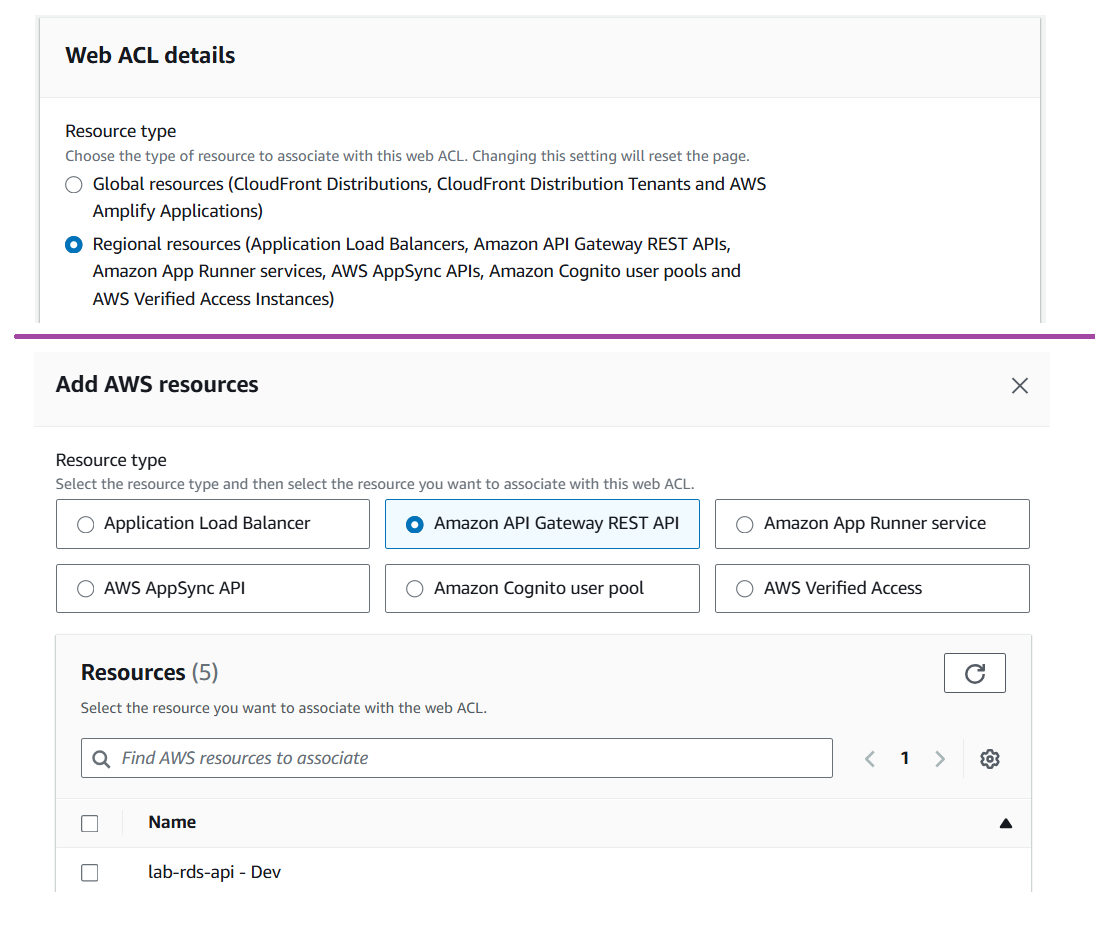 Web ACL details
Resource type
Choose the type of resource to associate with this web ACL. Changing this setting will reset the page.
Global resources (CloudFront Distributions, CloudFront Distribution Tenants and AWS
Amplify Applications)
Regional resources (Application Load Balancers, Amazon API Gateway REST APIs,
Amazon App Runner services, AWS AppSync APIs, Amazon Cognito user pools and
AWS Verified Access Instances)
Add AWS resources
Resource type
Select the resource type and then select the resource you want to associate with this web ACL.
Application Load Balancer
Amazon API Gateway REST API
Amazon App Runner service
AWS AppSync API
Amazon Cognito user pool
AWS Verified Access
Resources (5)
Select the resource you want to associate with the web ACL.
Find AWS resources to associate
1
Name
lab-rds-api - Dev